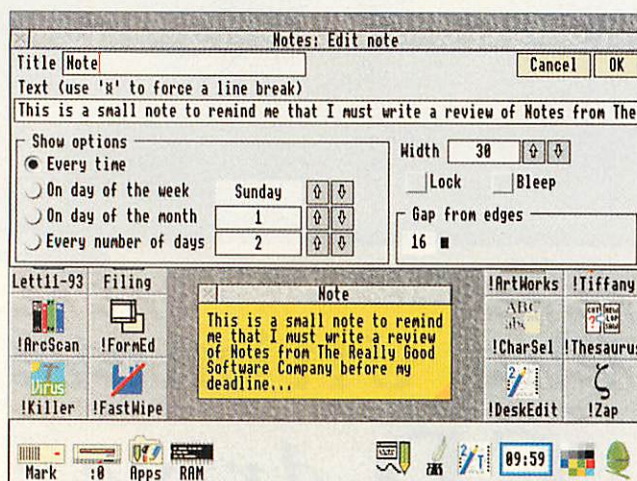 Notes: Edit note
Title Note Cancel OK
Text (use '¤' to force a line break)
This is a small note to remind me that I must write a review of Notes from The
Show options
Every time
On day of the week Sunday
On day of the month 1
Every number of days 2
Width 30
Lock Bleep
Gap from edges
16
Lett11-93 Filing
!ArcScan !FormEd
Virus
!Killer !FastWipe
Note
This is a small note to remind
me that I must write a review
of Notes from The Really Good
Software Company before my
deadline...
!ArtWorks !Tiffany
ABC
abc
!CharSel !Thesaurus
!DeskEdit !Zap
Mark :0 Apps RAM
09:59